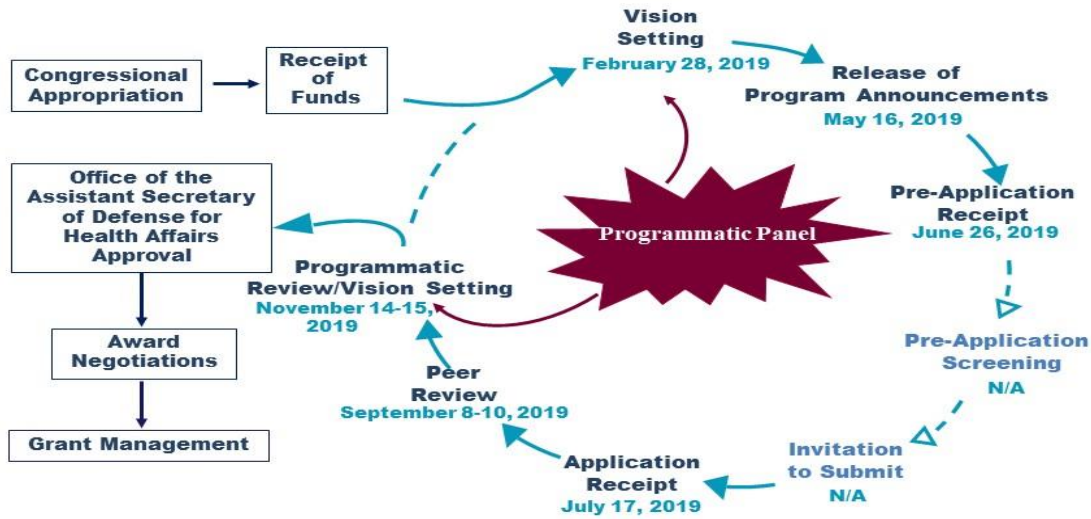 Congressional
Appropriation
Receipt
of
Funds
Vision
Setting
February 28, 2019
Release of
Program Announcements
May 16, 2019
Pre-Application
Receipt
June 26, 2019
Pre-Application
Screening
N/A
Invitation
to Submit
N/A
Application
Receipt
July 17, 2019
Peer
Review
September 8-10, 2019
Programmatic
Review/Vision Setting
November 14-15,
2019
Programmatic Panel
Office of the
Assistant Secretary
of Defense for
Health Affairs
Approval
Award
Negotiations
Grant Management